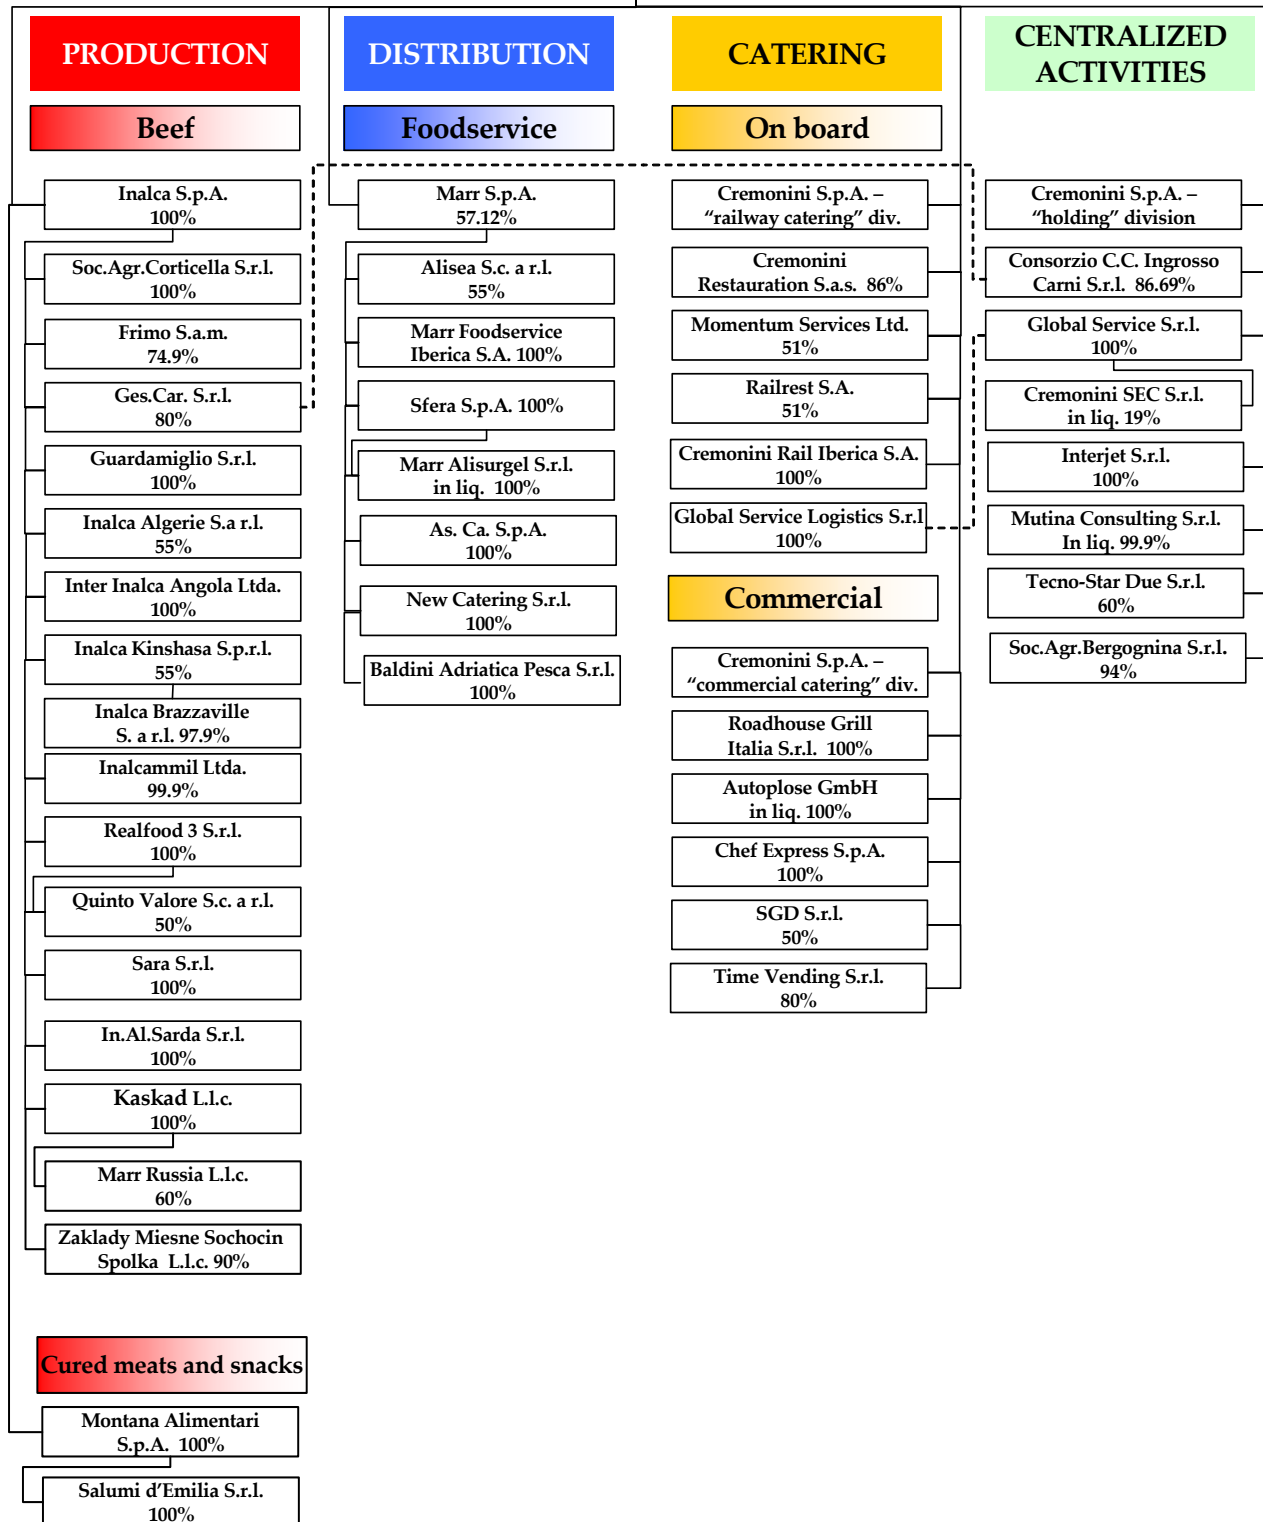 PRODUCTION
Beef
Inalca S.p.A.
100%
Soc.Agr.Corticella S.r.l.
100%
Frimo S.a.m.
74.9%
Ges.Car. S.r.l.
80%
Guardamiglio S.r.l.
100%
Inalca Algerie S.a r.l.
55%
Inter Inalca Angola Ltda.
100%
Inalca Kinshasa S.p.r.l.
55%
Inalca Brazzaville
S. a r.l. 97.9%
Inalcammil Ltda.
99.9%
Realfood 3 S.r.l.
100%
Quinto Valore S.c. a r.l.
50%
Sara S.r.l.
100%
In.Al.Sarda S.r.l.
100%
Kaskad L.l.c.
100%
Marr Russia L.l.c.
60%
Zaklady Miesne Sochocin
Spolka L.l.c. 90%
Cured meats and snacks
Montana Alimentari
S.p.A. 100%
Salumi d'Emilia S.r.l.
100%
DISTRIBUTION
Foodservice
Marr S.p.A.
57.12%
Alisea S.c. a r.l.
55%
Marr Foodservice
Iberica S.A. 100%
Sfera S.p.A. 100%
Marr Alisurgel S.r.l.
in liq. 100%
As. Ca. S.p.A.
100%
New Catering S.r.l.
100%
Baldini Adriatica Pesca S.r.l.
100%
CATERING
On board
Cremonini S.p.A. –
“railway catering” div.
Cremonini
Restauration S.a.s. 86%
Momentum Services Ltd.
51%
Railrest S.A.
51%
Cremonini Rail Iberica S.A.
100%
Global Service Logistics S.r.l
100%
Commercial
Cremonini S.p.A. –
“commercial catering” div.
Roadhouse Grill
Italia S.r.l. 100%
Autoplose GmbH
in liq. 100%
Chef Express S.p.A.
100%
SGD S.r.l.
50%
Time Vending S.r.l.
80%
CENTRALIZED
ACTIVITIES
Cremonini S.p.A. –
“holding” division
Consorzio C.C. Ingrosso
Carni S.r.l. 86.69%
Global Service S.r.l.
100%
Cremonini SEC S.r.l.
in liq. 19%
Interjet S.r.l.
100%
Mutina Consulting S.r.l.
In liq. 99.9%
Tecno-Star Due S.r.l.
60%
Soc.Agr.Bergognina S.r.l.
94%